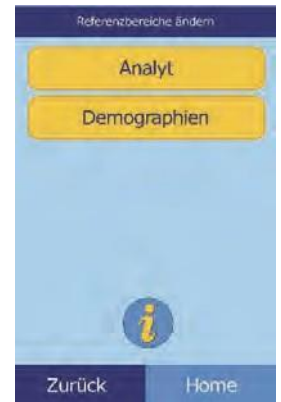 Referenzbereiche ändern
Analyt
Demographien
i
Zurück
Home